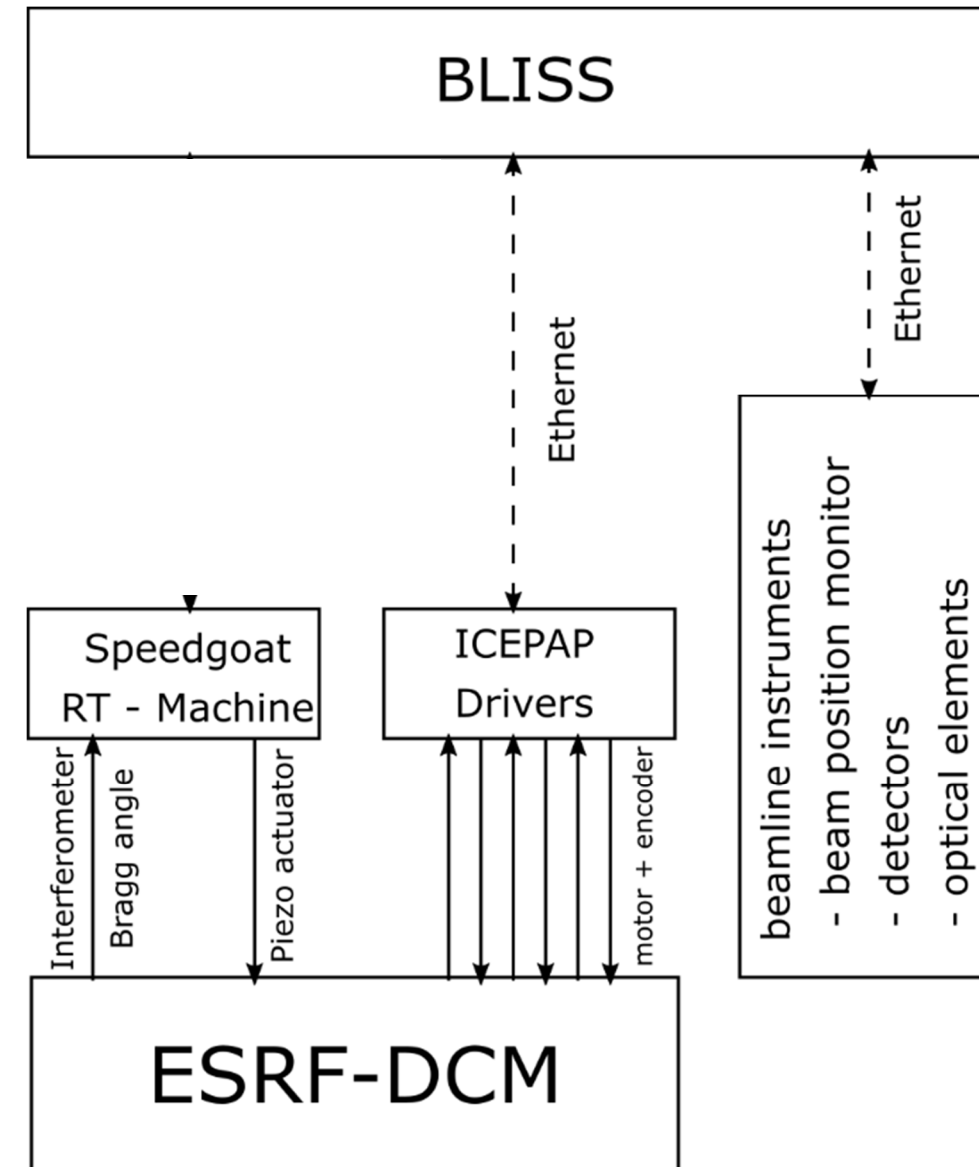 BLISS
Ethernet
Ethernet
Speedgoat
RT - Machine
ICEPAP
Drivers
beamline instruments
- beam position monitor
- detectors
- optical elements
Interferometer
Bragg angle
Piezo actuator
motor + encoder
ESRF-DCM